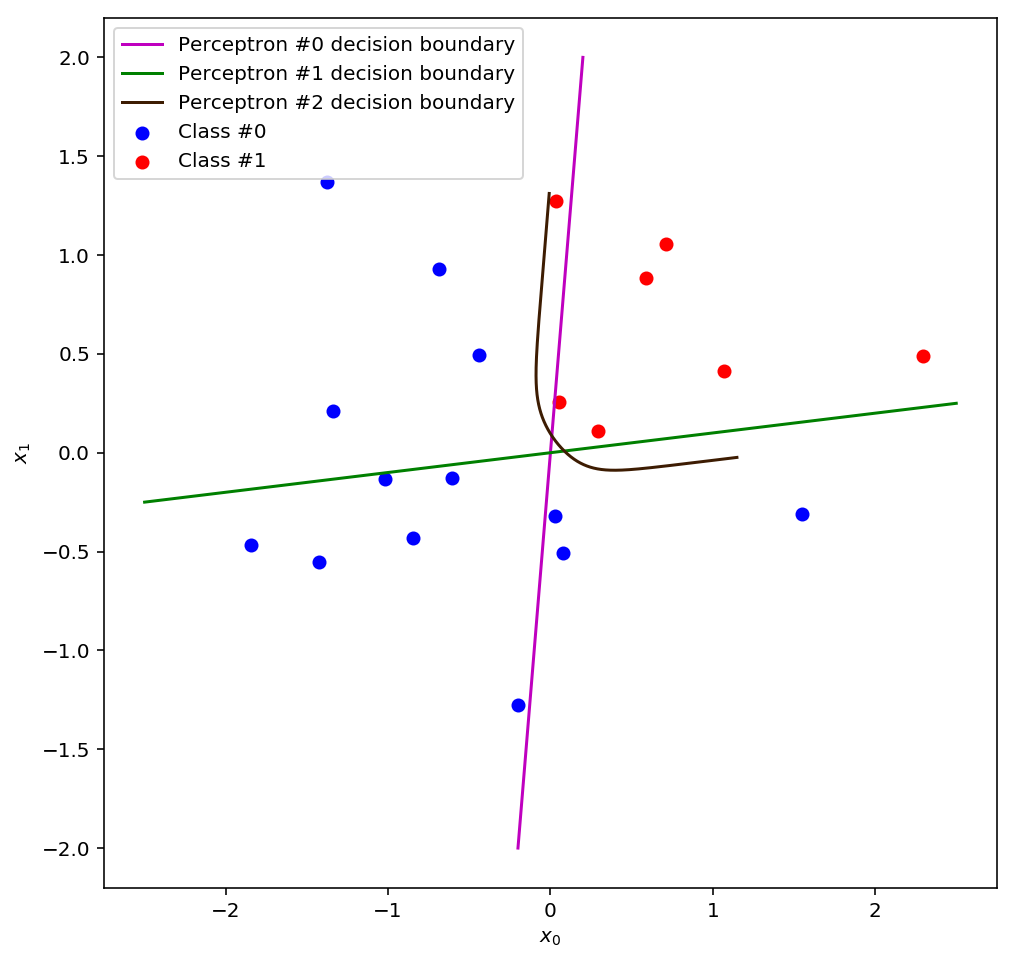 Perceptron #0 decision boundary
Perceptron #1 decision boundary
Perceptron #2 decision boundary
Class #0
Class #1
2.0
1.5
1.0
0.5
0.0
−0.5
−1.0
−1.5
−2.0
x₁
−2 −1 0 1 2
x₀